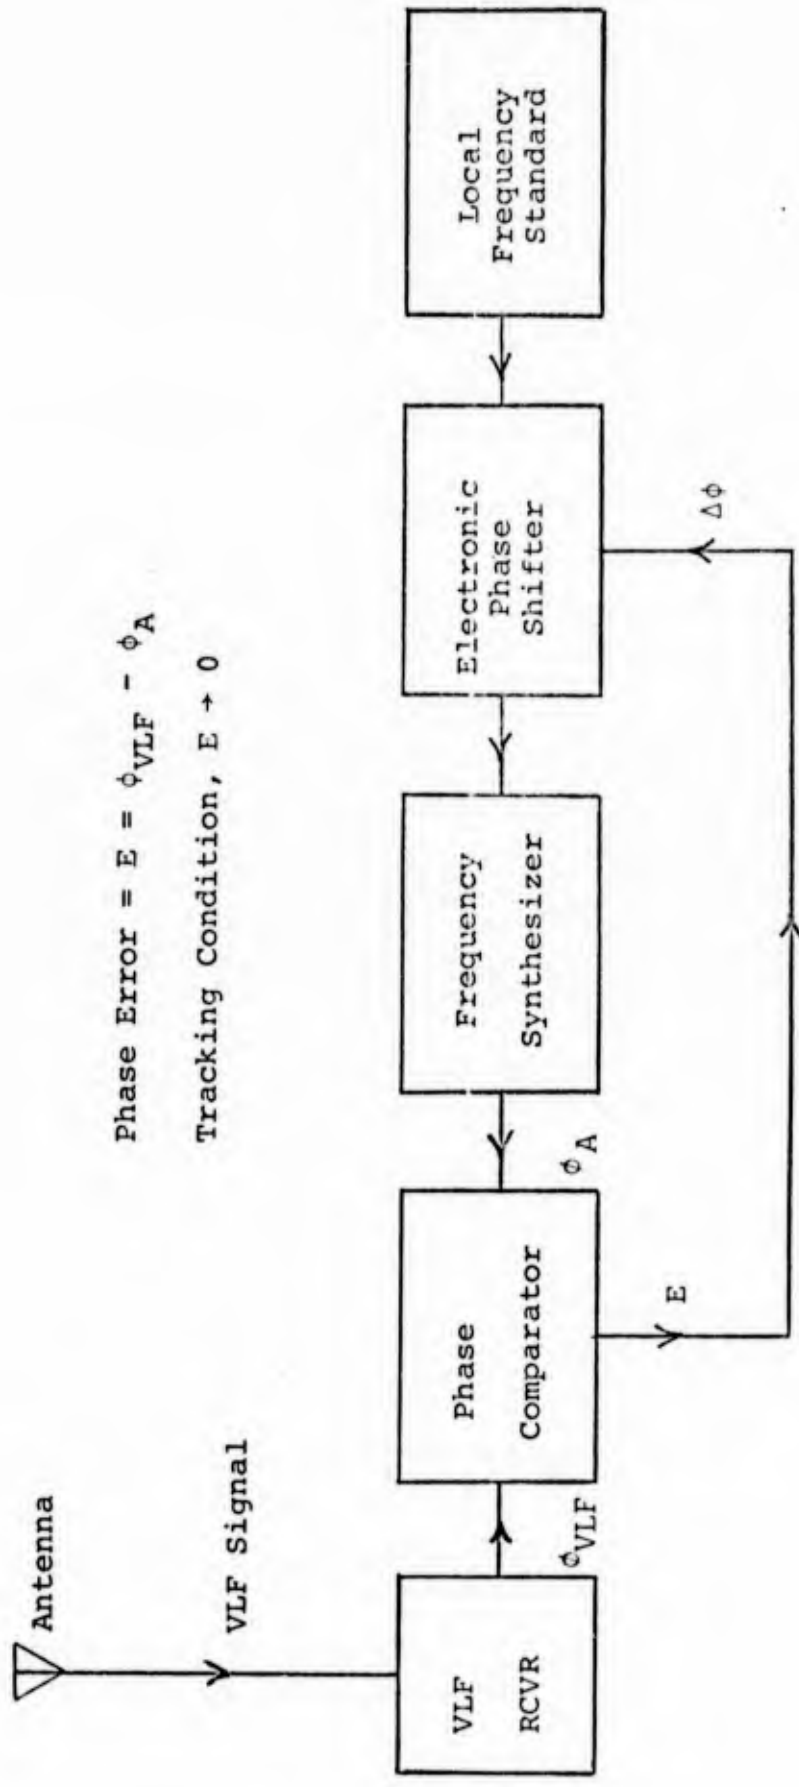 Antenna
VLF Signal
Phase Error = E = ϕVLF - ϕA
Tracking Condition, E → 0
VLF
RCVR
ϕVLF
Phase
Comparator
E
ϕA
Frequency
Synthesizer
Electronic
Phase
Shifter
Δϕ
Local
Frequency
Standard